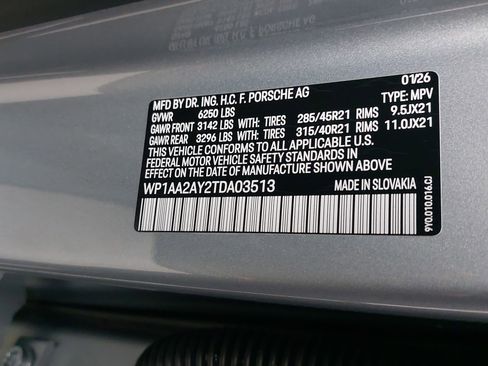 01/26
MFD BY DR. ING. H.C. F. PORSCHE AG
GVWR 6250 LBS TYPE: MPV
GAWR FRONT 3142 LBS WITH: TIRES 285/45R21 RIMS 9.5JX21
GAWR REAR 3296 LBS WITH: TIRES 315/40R21 RIMS 11.0JX21
THIS VEHICLE CONFORMS TO ALL APPLICABLE U.S.
FEDERAL MOTOR VEHICLE SAFETY STANDARDS IN
EFFECT ON THE DATE OF MANUFACTURE SHOWN ABOVE.
WP1AA2AY2TDA03513 MADE IN SLOVAKIA
9Y0.010.016.GJ